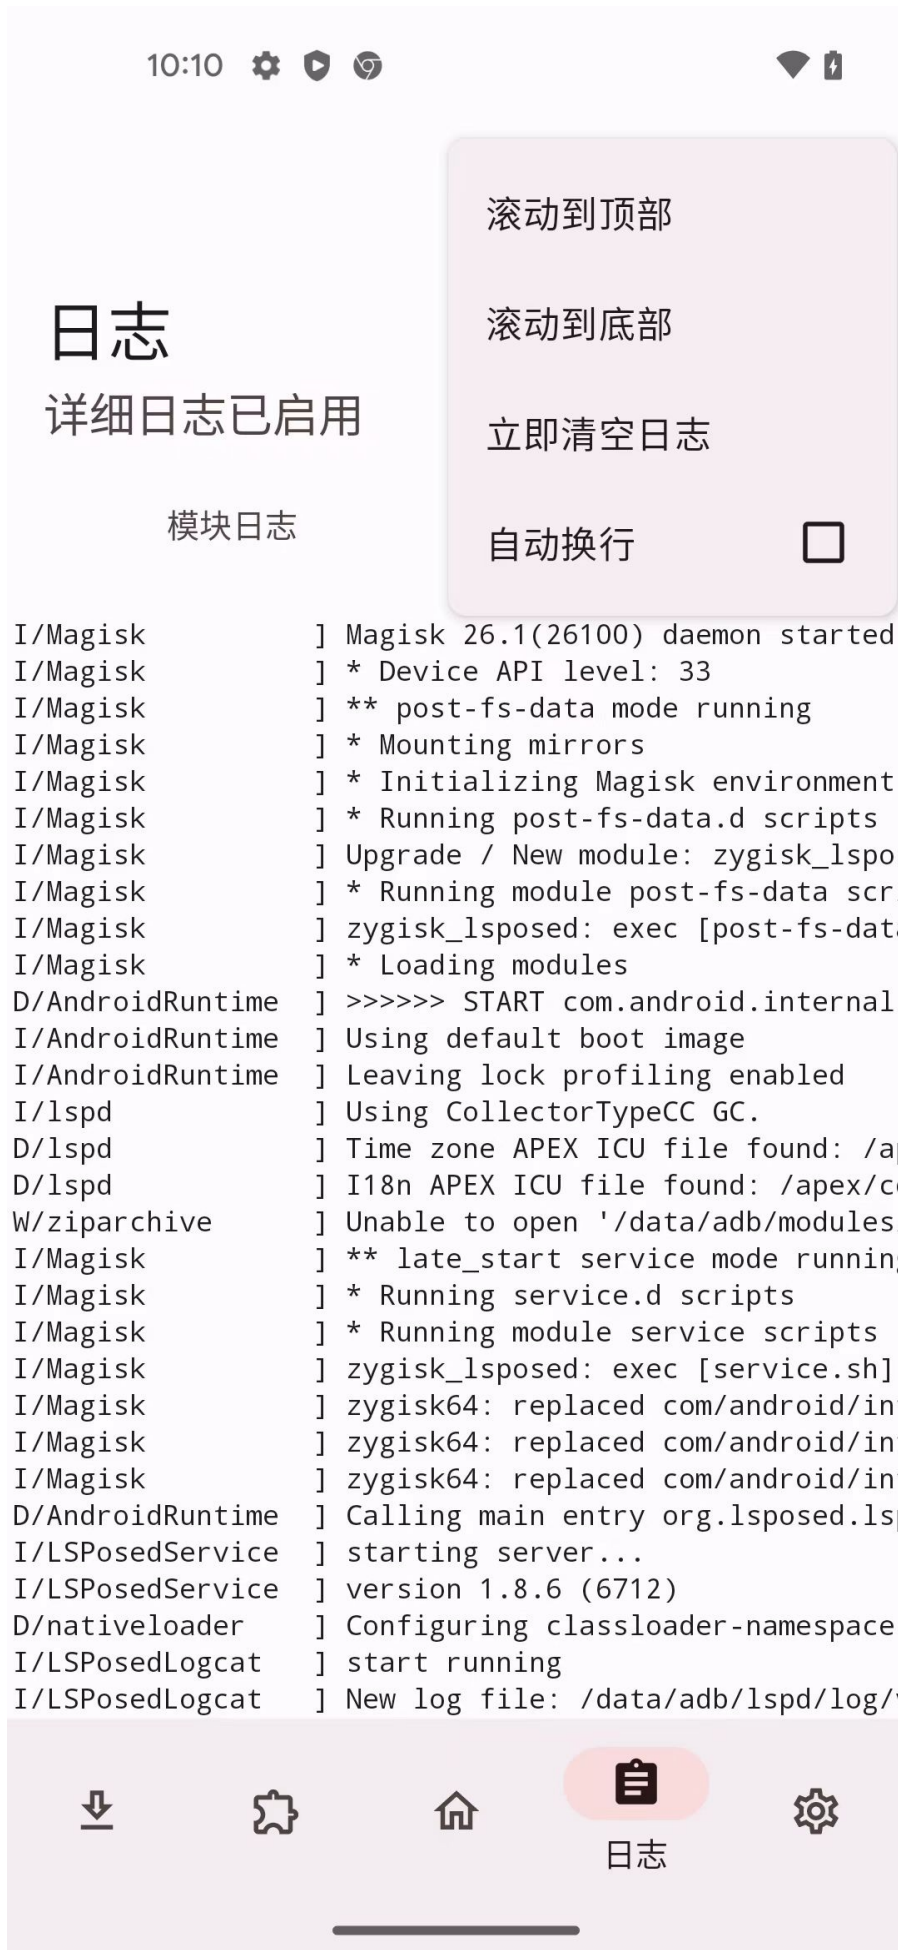 10:10
滚动到顶部
滚动到底部
立即清空日志
自动换行
日志
详细日志已启用
模块日志
I/Magisk ] Magisk 26.1(26100) daemon started
I/Magisk ] * Device API level: 33
I/Magisk ] ** post-fs-data mode running
I/Magisk ] * Mounting mirrors
I/Magisk ] * Initializing Magisk environment
I/Magisk ] * Running post-fs-data.d scripts
I/Magisk ] Upgrade / New module: zygisk_lspo
I/Magisk ] * Running module post-fs-data scr
I/Magisk ] zygisk_lsposed: exec [post-fs-data
I/Magisk ] * Loading modules
D/AndroidRuntime ] >>>>>> START com.android.internal
I/AndroidRuntime ] Using default boot image
I/AndroidRuntime ] Leaving lock profiling enabled
I/lspd ] Using CollectorTypeCC GC.
D/lspd ] Time zone APEX ICU file found: /ap
D/lspd ] I18n APEX ICU file found: /apex/co
W/ziparchive ] Unable to open '/data/adb/modules
I/Magisk ] ** late_start service mode running
I/Magisk ] * Running service.d scripts
I/Magisk ] * Running module service scripts
I/Magisk ] zygisk_lsposed: exec [service.sh]
I/Magisk ] zygisk64: replaced com/android/in
I/Magisk ] zygisk64: replaced com/android/in
I/Magisk ] zygisk64: replaced com/android/in
D/AndroidRuntime ] Calling main entry org.lsposed.lsp
I/LSPosedService ] starting server...
I/LSPosedService ] version 1.8.6 (6712)
D/nativeloader ] Configuring classloader-namespace
I/LSPosedLogcat ] start running
I/LSPosedLogcat ] New log file: /data/adb/lspd/log/v
日志